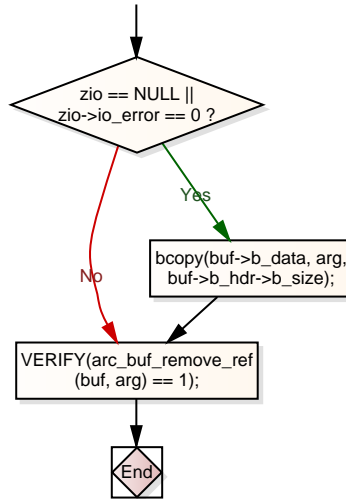 zio == NULL ||
zio->io_error == 0 ?
Yes
bcopy(buf->b_data, arg,
buf->b_hdr->b_size);
No
VERIFY(arc_buf_remove_ref
(buf, arg) == 1);
End